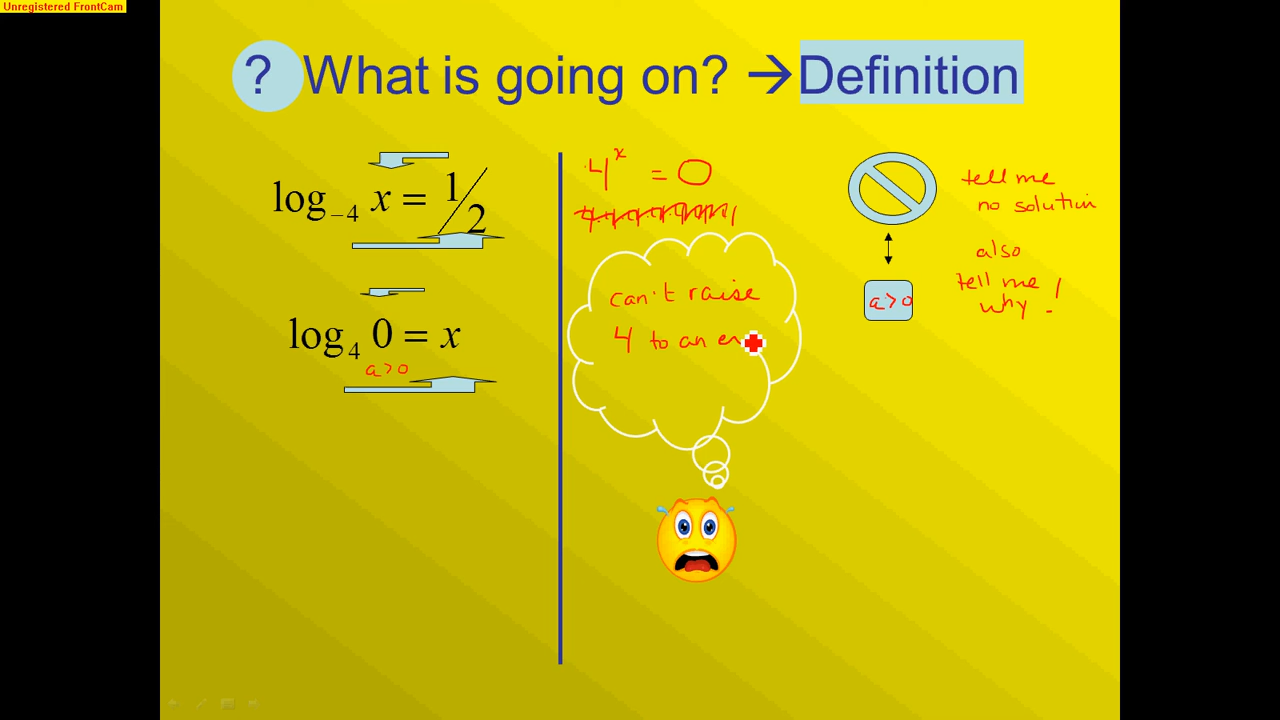 Unregistered FrontCam
? What is going on? → Definition
log₋₄ x = 1/2
log₄ 0 = x
a > 0
4ˣ = 0
can't raise
4 to an
tell me
no solution
also
tell me
why !
a > 0